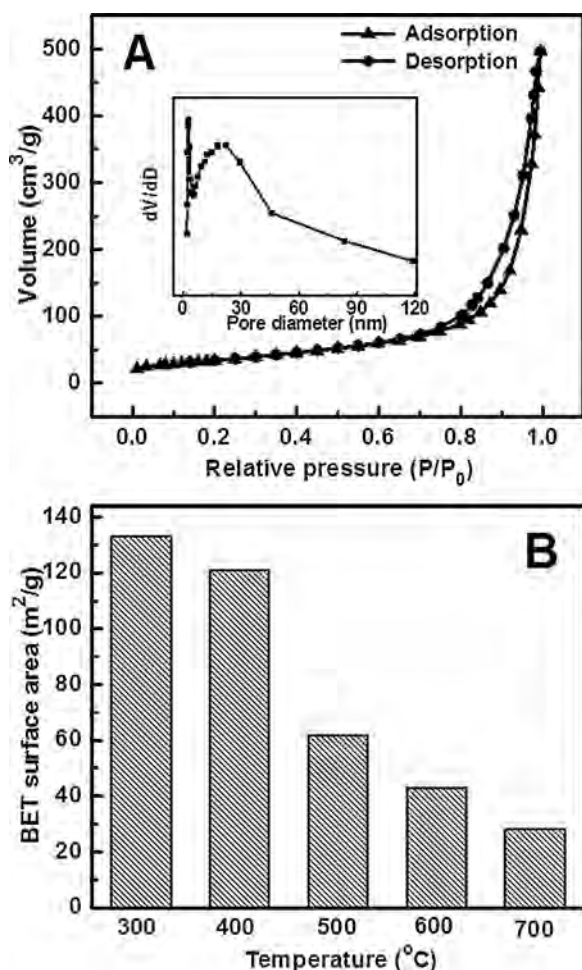 A
Adsorption
Desorption
Volume (cm³/g)
500
400
300
200
100
0
dV/dD
0 30 60 90 120
Pore diameter (nm)
0.0 0.2 0.4 0.6 0.8 1.0
Relative pressure (P/P₀)
B
BET surface area (m²/g)
140
120
100
80
60
40
20
0
300 400 500 600 700
Temperature (°C)